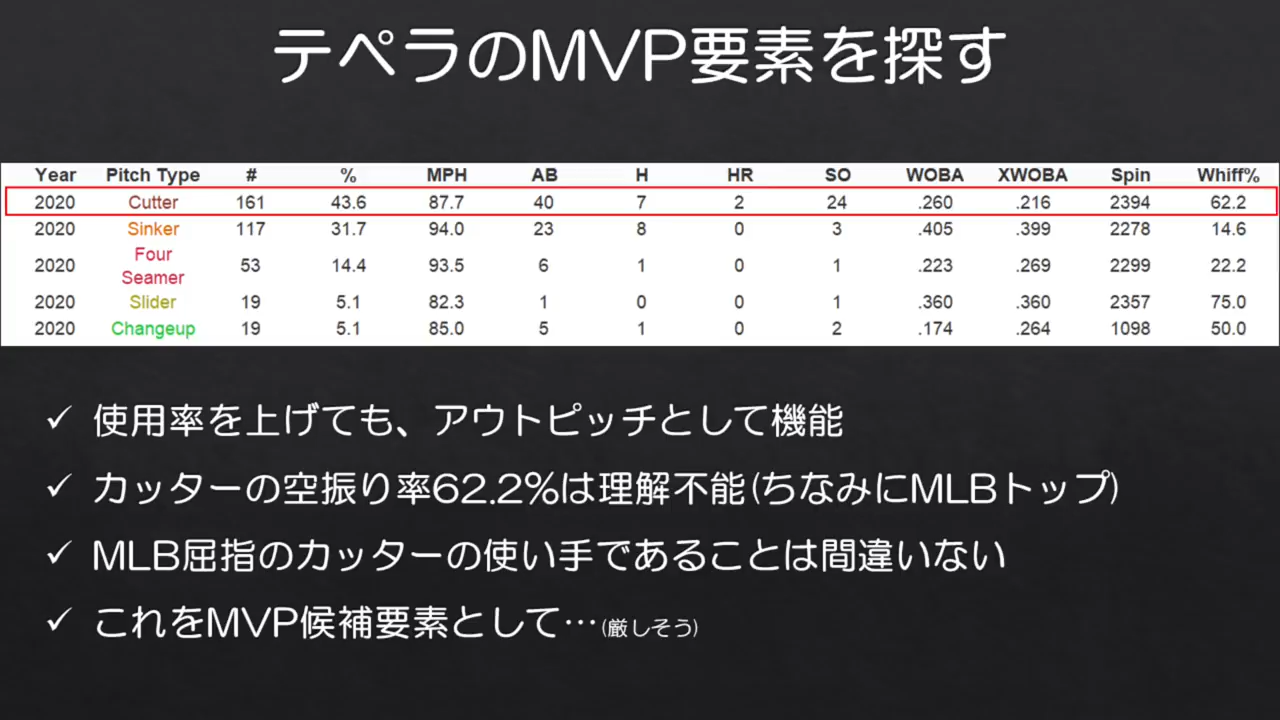 テペラのMVP要素を探す
Year Pitch Type # % MPH AB H HR SO WOBA XWOBA Spin Whiff%
2020 Cutter 161 43.6 87.7 40 7 2 24 .260 .216 2394 62.2
2020 Sinker 117 31.7 94.0 23 8 0 3 .405 .399 2278 14.6
2020 Four Seamer 53 14.4 93.5 6 1 0 1 .223 .269 2299 22.2
2020 Slider 19 5.1 82.3 1 0 0 1 .360 .360 2357 75.0
2020 Changeup 19 5.1 85.0 5 1 0 2 .174 .264 1098 50.0
✓ 使用率を上げても、アウトピッチとして機能
✓ カッターの空振り率62.2%は理解不能(ちなみにMLBトップ)
✓ MLB屈指のカッターの使い手であることは間違いない
✓ これをMVP候補要素として…(厳しそう)